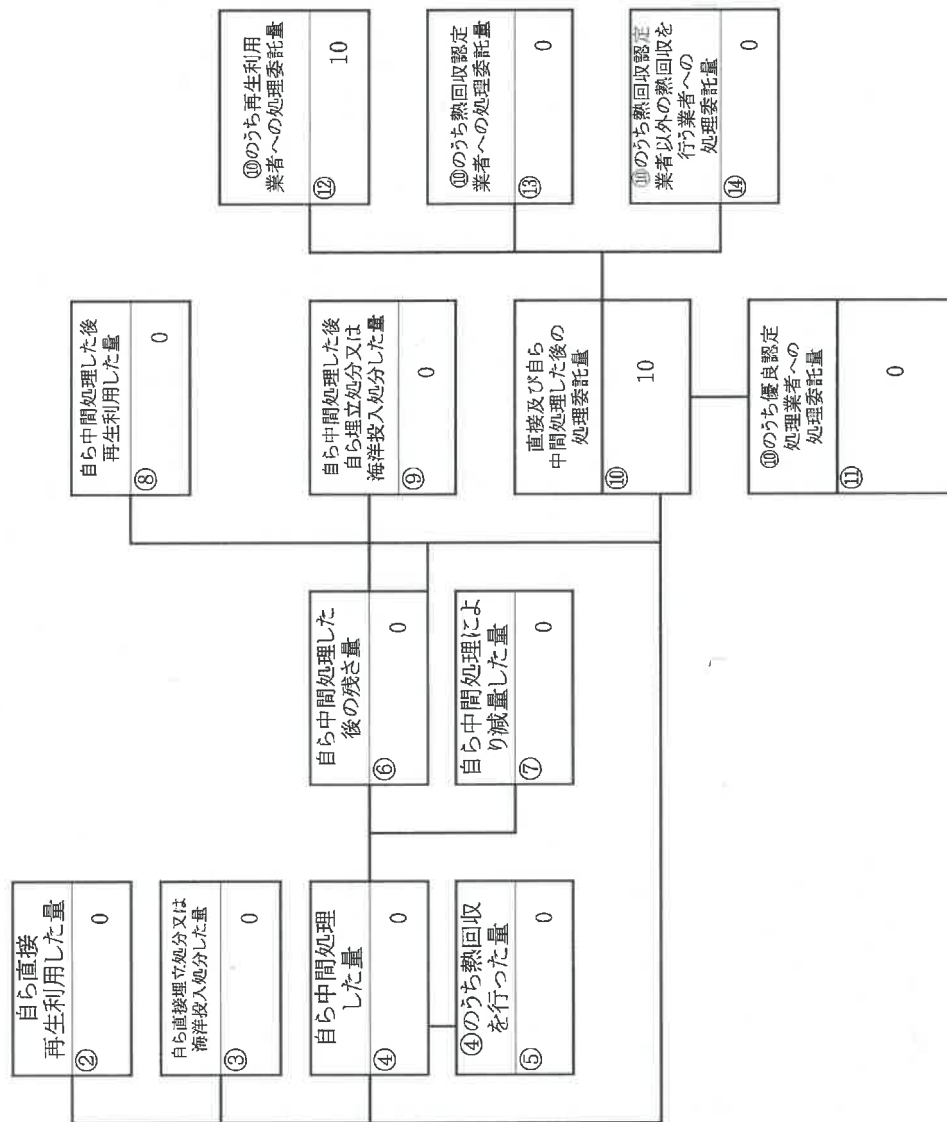 自ら直接
再生利用した量
②
0
自ら直接埋立処分又は
海洋投入処分した量
③
0
自ら中間処理
した量
④
0
④のうち熱回収
を行った量
⑤
0
自ら中間処理した
後の残さ量
⑥
0
自ら中間処理によ
り減量した量
⑦
0
自ら中間処理した後
再生利用した量
⑧
0
自ら中間処理した後
自ら埋立処分又は
海洋投入処分した量
⑨
0
直接及び自ら
中間処理した後の
処理委託量
⑩
10
⑩のうち優良認定
処理業者への
処理委託量
⑪
0
⑩のうち再生利用
業者への処理委託量
⑫
10
⑩のうち熱回収認定
業者への処理委託量
⑬
0
⑩のうち熱回収認定
業者以外の熱回収を
行う業者への
処理委託量
⑭
0